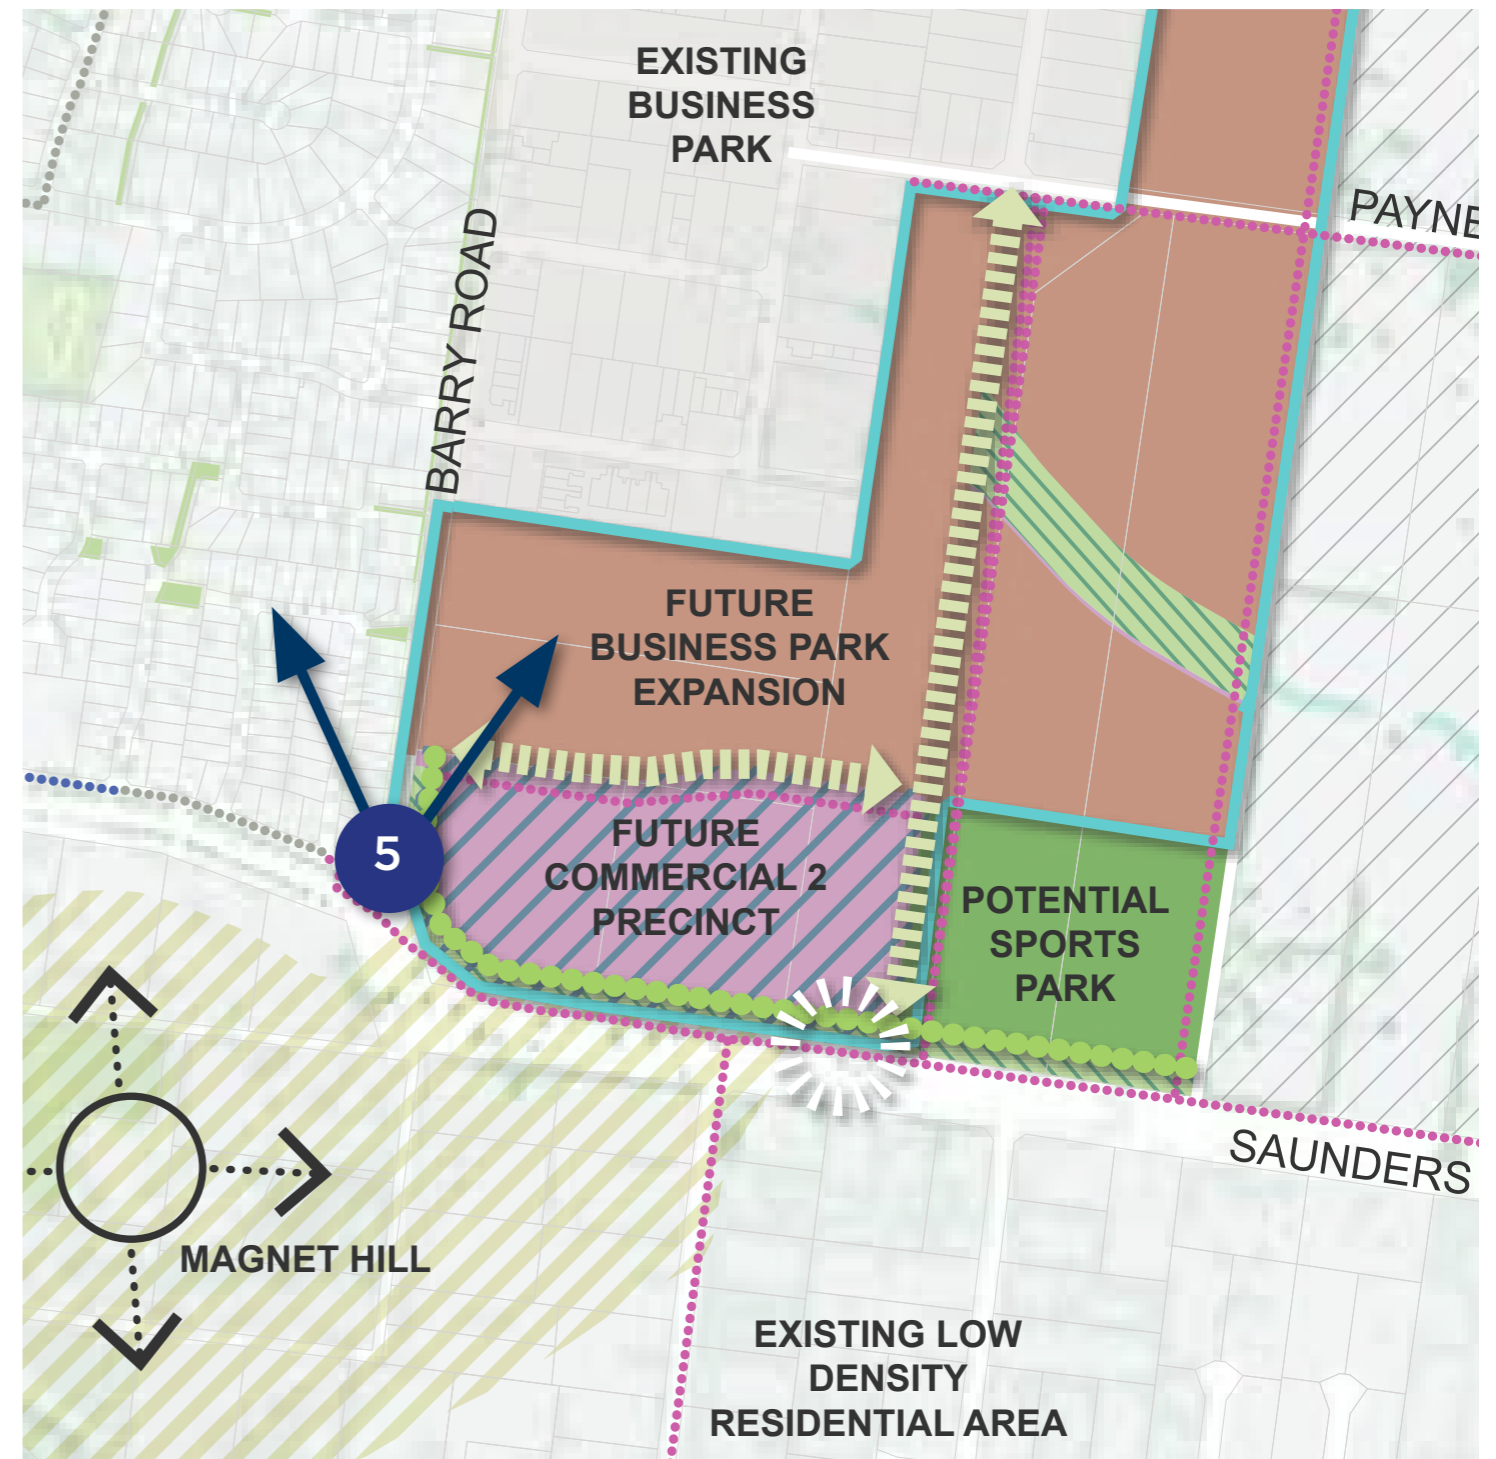 EXISTING
BUSINESS
PARK
PAYNE
BARRY ROAD
FUTURE
BUSINESS PARK
EXPANSION
5
FUTURE
COMMERCIAL 2
PRECINCT
POTENTIAL
SPORTS
PARK
SAUNDERS
MAGNET HILL
EXISTING LOW
DENSITY
RESIDENTIAL AREA